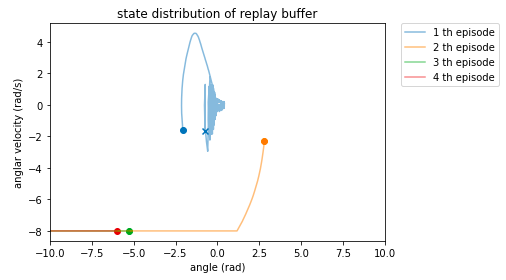 state distribution of replay buffer
1 th episode
2 th episode
3 th episode
4 th episode
anglar velocity (rad/s)
4
2
0
−2
−4
−6
−8
−10.0 −7.5 −5.0 −2.5 0.0 2.5 5.0 7.5 10.0
angle (rad)